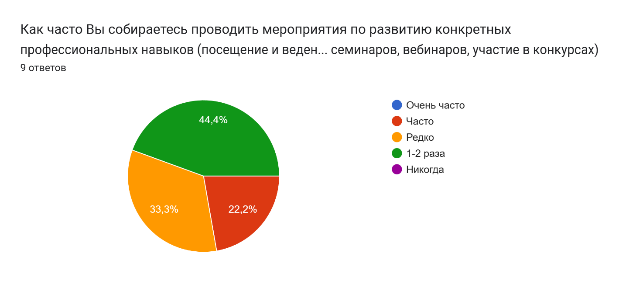 Как часто Вы собираетесь проводить мероприятия по развитию конкретных
профессиональных навыков (посещение и веден... семинаров, вебинаров, участие в конкурсах)
9 ответов
44,4%
33,3%
22,2%
Очень часто
Часто
Редко
1-2 раза
Никогда